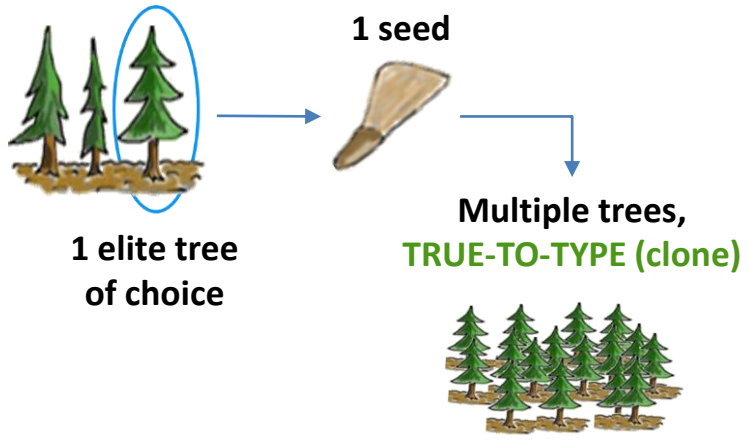 1 seed
1 elite tree
of choice
Multiple trees,
TRUE-TO-TYPE (clone)